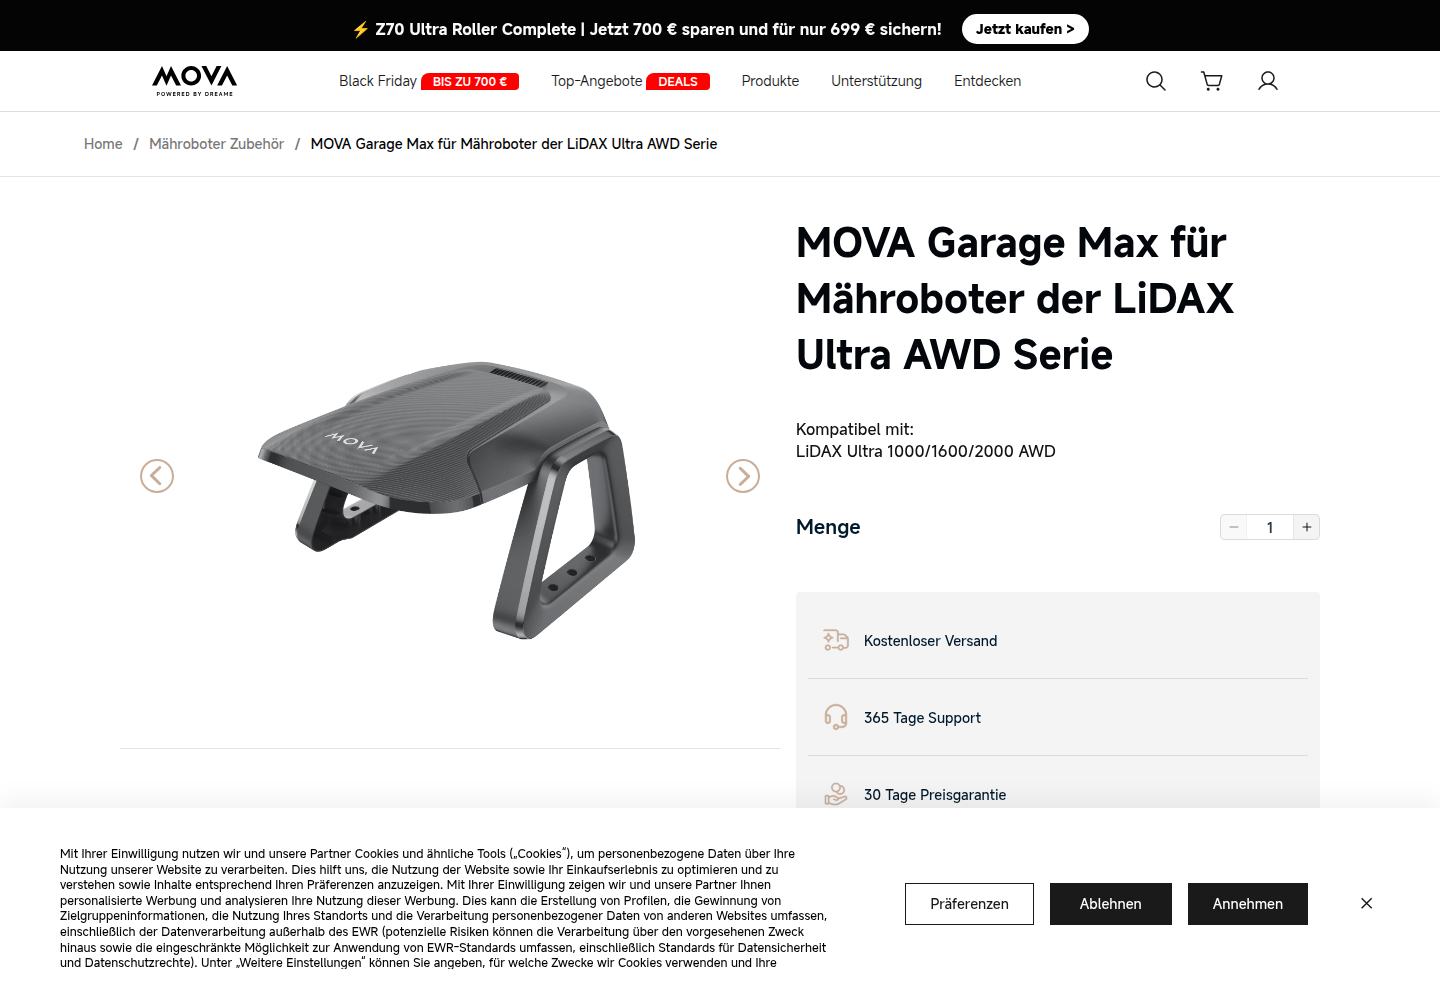 ⚡ Z70 Ultra Roller Complete | Jetzt 700 € sparen und für nur 699 € sichern!
Jetzt kaufen >
MOVA
POWERED BY DREAME
Black Friday BIS ZU 700 €
Top-Angebote DEALS
Produkte
Unterstützung
Entdecken
Home / Mähroboter Zubehör / MOVA Garage Max für Mähroboter der LiDAX Ultra AWD Serie
MOVA
MOVA Garage Max für
Mähroboter der LiDAX
Ultra AWD Serie
Kompatibel mit:
LiDAX Ultra 1000/1600/2000 AWD
Menge
− 1 +
Kostenloser Versand
365 Tage Support
30 Tage Preisgarantie
Mit Ihrer Einwilligung nutzen wir und unsere Partner Cookies und ähnliche Tools („Cookies“), um personenbezogene Daten über Ihre
Nutzung unserer Website zu verarbeiten. Dies hilft uns, die Nutzung der Website sowie Ihr Einkaufserlebnis zu optimieren und zu
verstehen sowie Inhalte entsprechend Ihren Präferenzen anzuzeigen. Mit Ihrer Einwilligung zeigen wir und unsere Partner Ihnen
personalisierte Werbung und analysieren Ihre Nutzung dieser Werbung. Dies kann die Erstellung von Profilen, die Gewinnung von
Zielgruppeninformationen, die Nutzung Ihres Standorts und die Verarbeitung personenbezogener Daten von anderen Websites umfassen,
einschließlich der Datenverarbeitung außerhalb des EWR (potenzielle Risiken können die Verarbeitung über den vorgesehenen Zweck
hinaus sowie die eingeschränkte Möglichkeit zur Anwendung von EWR-Standards umfassen, einschließlich Standards für Datensicherheit
und Datenschutzrechte). Unter „Weitere Einstellungen“ können Sie angeben, für welche Zwecke wir Cookies verwenden und Ihre
Präferenzen
Ablehnen
Annehmen